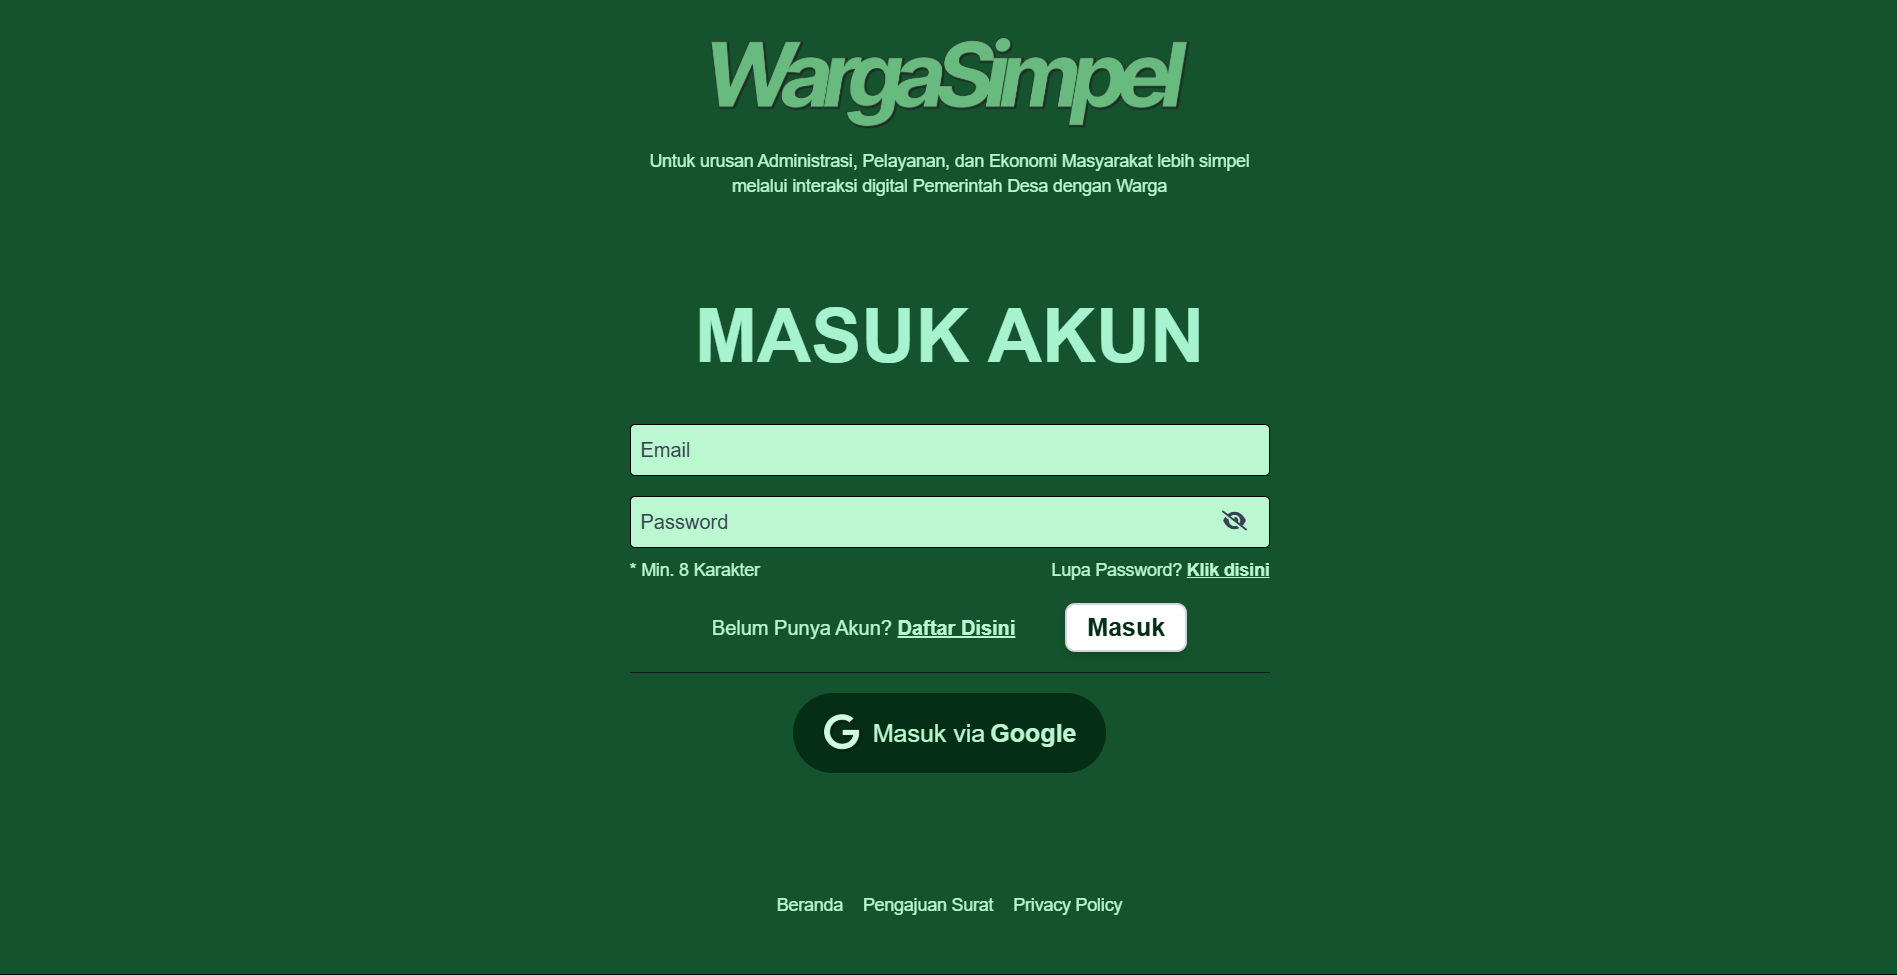 WargaSimpel
Untuk urusan Administrasi, Pelayanan, dan Ekonomi Masyarakat lebih simpel
melalui interaksi digital Pemerintah Desa dengan Warga
MASUK AKUN
Email
Password
* Min. 8 Karakter Lupa Password? Klik disini
Belum Punya Akun? Daftar Disini Masuk
Masuk via Google
Beranda Pengajuan Surat Privacy Policy